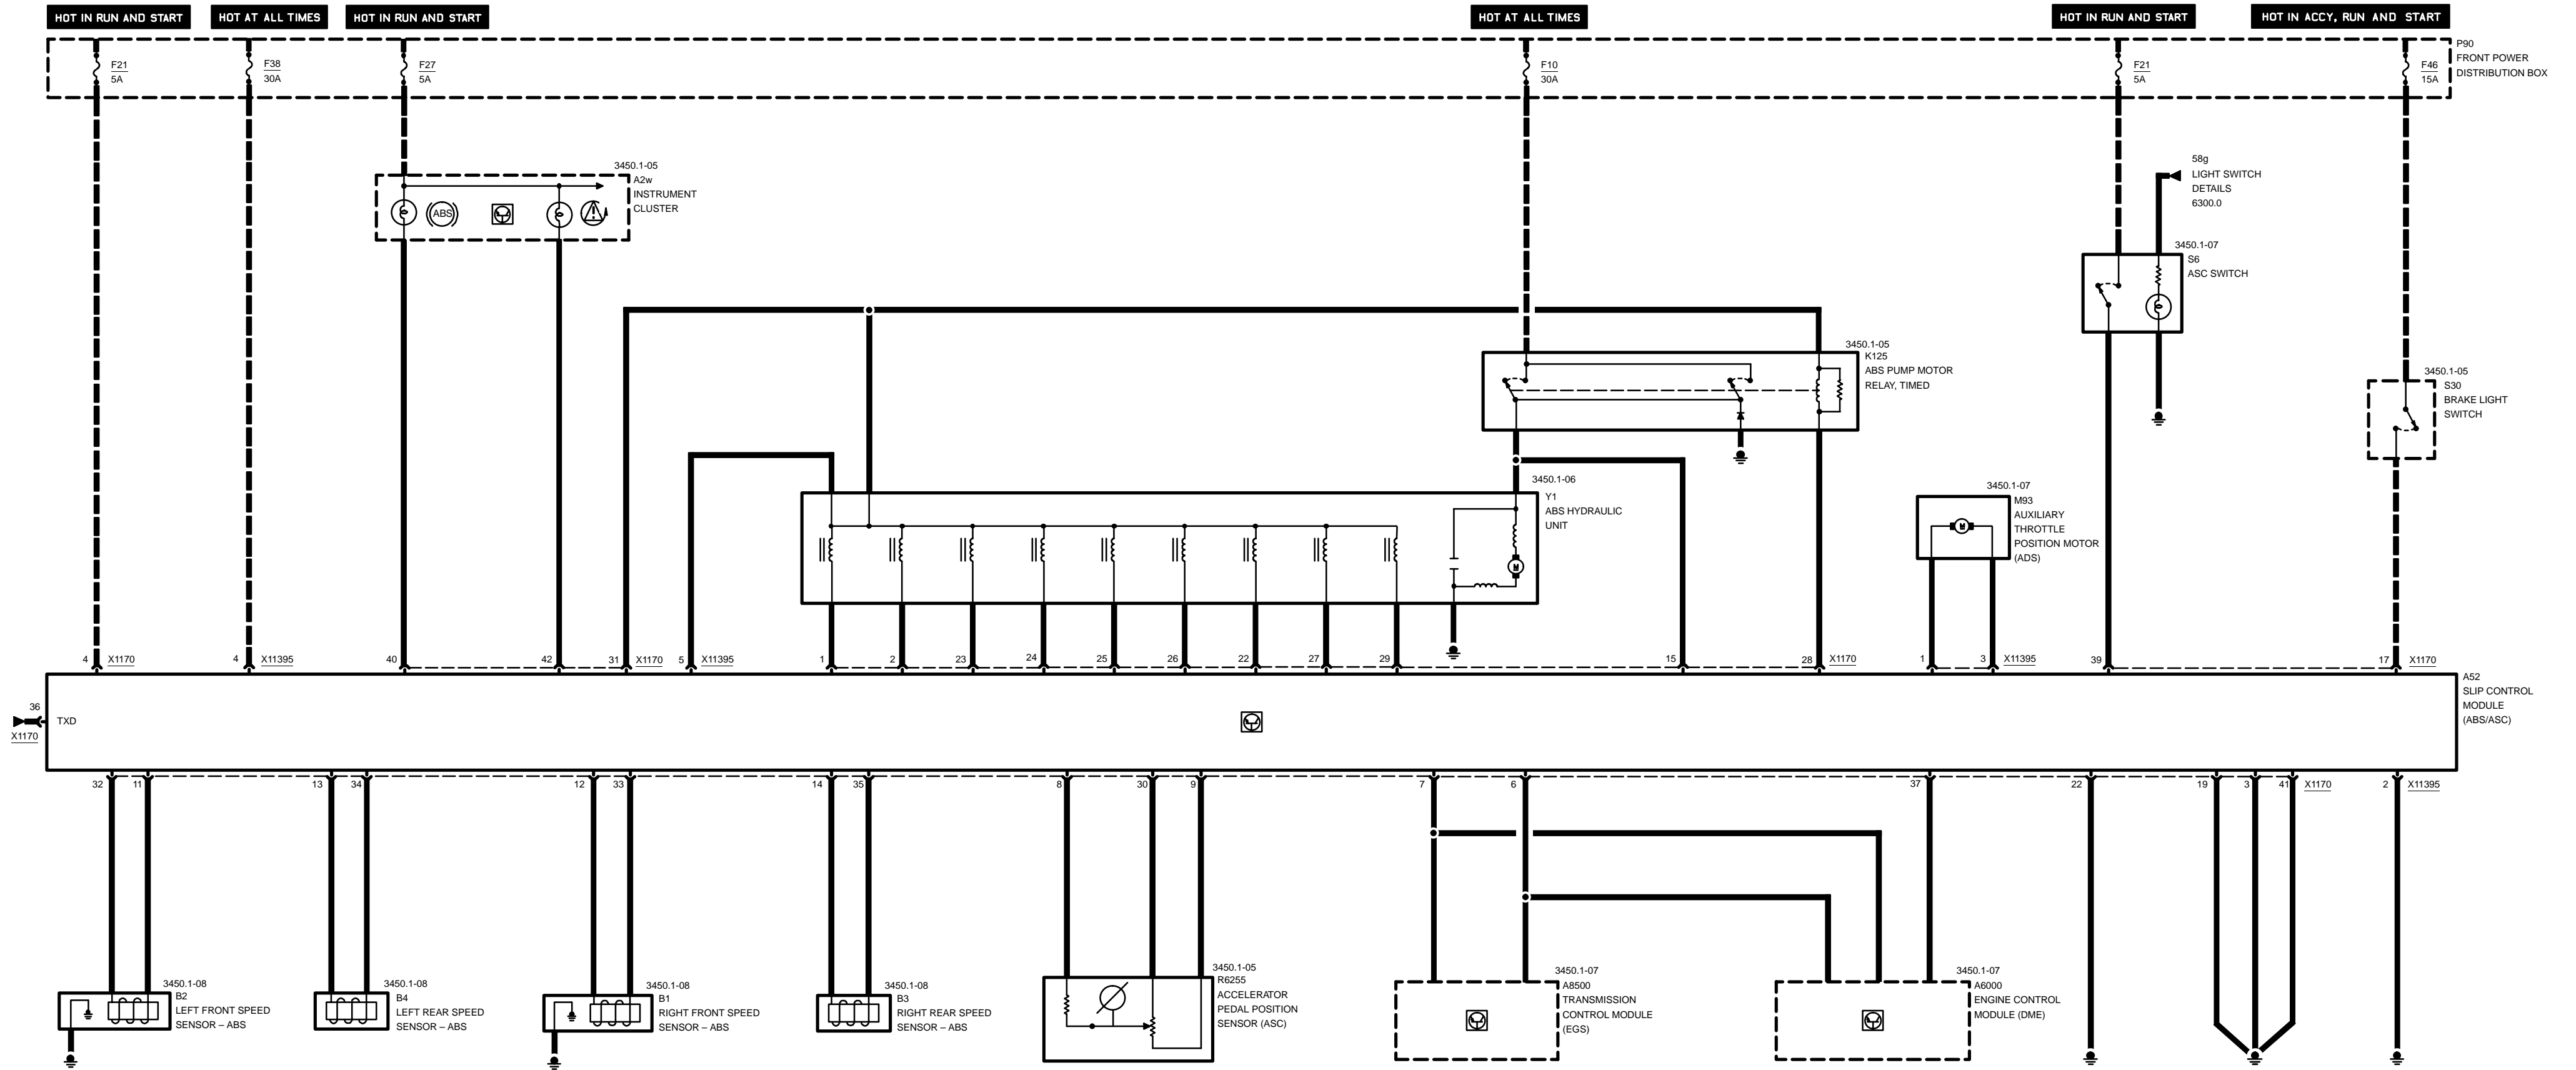 HOT IN RUN AND START
HOT AT ALL TIMES
HOT IN RUN AND START
HOT AT ALL TIMES
HOT IN RUN AND START
HOT IN ACCY, RUN AND START
F21
5A
F38
30A
F27
5A
F10
30A
F21
5A
F46
15A
P90
FRONT POWER
DISTRIBUTION BOX
3450.1-05
A2w
INSTRUMENT
CLUSTER
ABS
58g
LIGHT SWITCH
DETAILS
6300.0
3450.1-07
S6
ASC SWITCH
3450.1-05
K125
ABS PUMP MOTOR
RELAY, TIMED
3450.1-05
S30
BRAKE LIGHT
SWITCH
3450.1-06
Y1
ABS HYDRAULIC
UNIT
M
3450.1-07
M93
AUXILIARY
THROTTLE
POSITION MOTOR
(ADS)
M
4 X1170
4 X11395
40
42
31 X1170
5 X11395
1
2
23
24
25
26
22
27
29
15
28 X1170
1
3 X11395
39
17 X1170
36
X1170
TXD
A52
SLIP CONTROL
MODULE
(ABS/ASC)
32
11
13
34
12
33
14
35
8
30
9
7
6
37
22
19
3
41 X1170
2 X11395
3450.1-08
B2
LEFT FRONT SPEED
SENSOR – ABS
3450.1-08
B4
LEFT REAR SPEED
SENSOR – ABS
3450.1-08
B1
RIGHT FRONT SPEED
SENSOR – ABS
3450.1-08
B3
RIGHT REAR SPEED
SENSOR – ABS
3450.1-05
R6255
ACCELERATOR
PEDAL POSITION
SENSOR (ASC)
3450.1-07
A8500
TRANSMISSION
CONTROL MODULE
(EGS)
3450.1-07
A6000
ENGINE CONTROL
MODULE (DME)